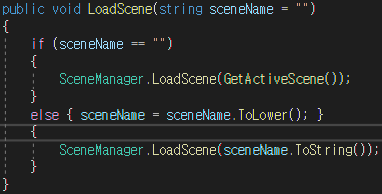 public void LoadScene(string sceneName = "")
{
if (sceneName == "")
{
SceneManager.LoadScene(GetActiveScene());
}
else { sceneName = sceneName.ToLower(); }
{
SceneManager.LoadScene(sceneName.ToString());
}
}